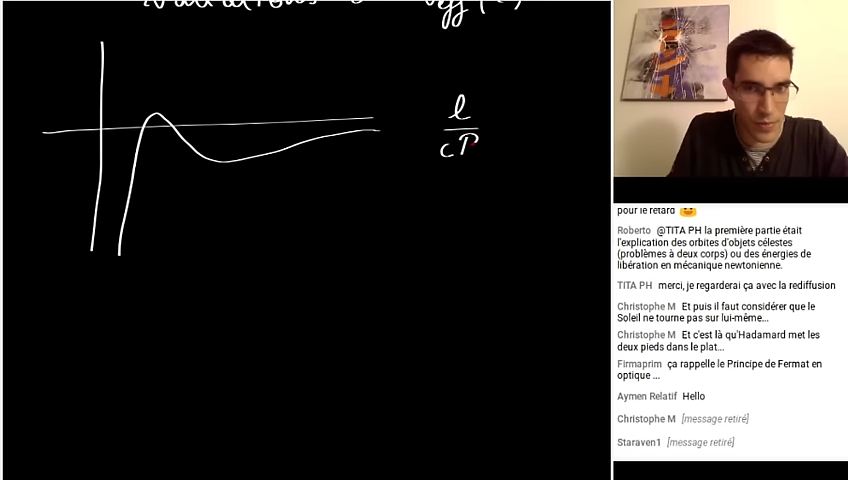 V_eff(r)
l
cP
pour le retard 😀
Roberto @TITA PH la première partie était
l'explication des orbites d'objets célestes
(problèmes à deux corps) ou des énergies de
libération en mécanique newtonienne.
TITA PH merci, je regarderai ça avec la rediffusion
Christophe M Et puis il faut considérer que le
Soleil ne tourne pas sur lui-même...
Christophe M Et c'est là qu'Hadamard met les
deux pieds dans le plat...
Firmaprim ça rappelle le Principe de Fermat en
optique ...
Aymen Relatif Hello
Christophe M [message retiré]
Staraven1 [message retiré]